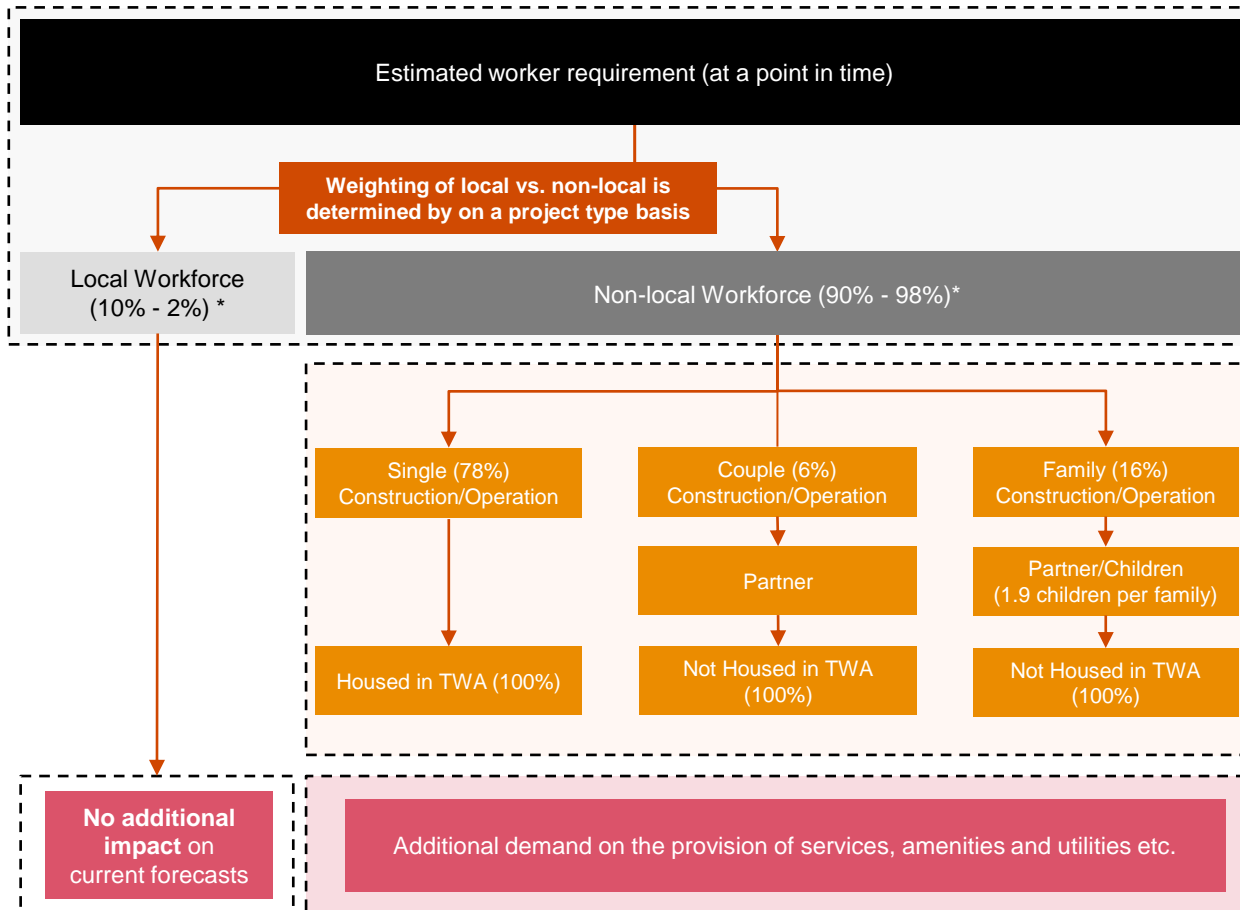 Estimated worker requirement (at a point in time)
Weighting of local vs. non-local is
determined by on a project type basis
Local Workforce
(10% - 2%) *
Non-local Workforce (90% - 98%)*
Single (78%)
Construction/Operation
Couple (6%)
Construction/Operation
Family (16%)
Construction/Operation
Partner
Partner/Children
(1.9 children per family)
Housed in TWA (100%)
Not Housed in TWA
(100%)
Not Housed in TWA
(100%)
No additional
impact on
current forecasts
Additional demand on the provision of services, amenities and utilities etc.